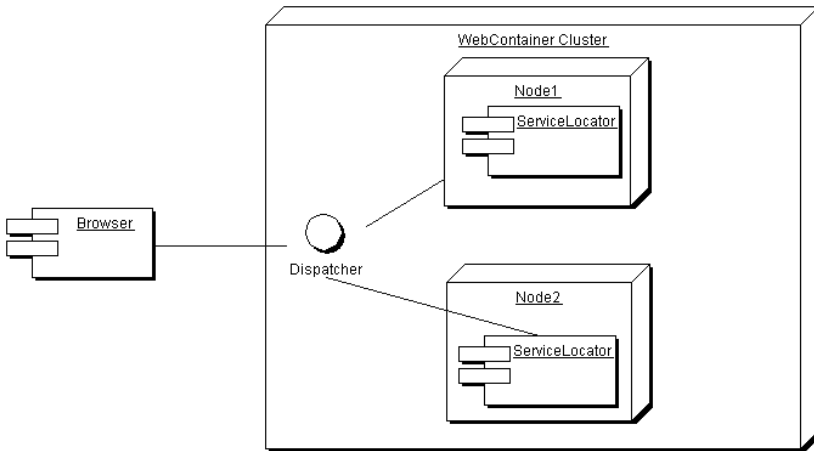 WebContainer Cluster
Node1
ServiceLocator
Browser
Dispatcher
Node2
ServiceLocator